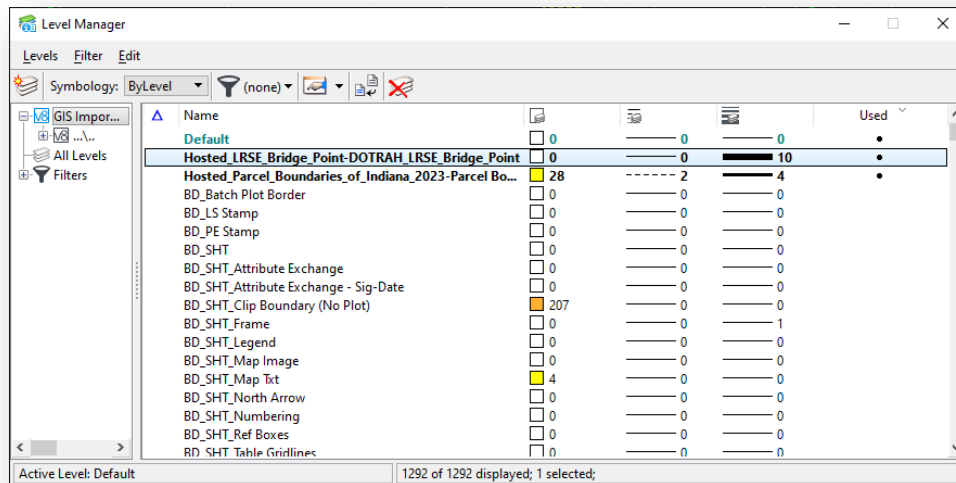 Level Manager
Levels Filter Edit
Symbology: ByLevel (none)
GIS Impor...
...\..
All Levels
Filters
Name Used
Default 0 0 0
Hosted_LRSE_Bridge_Point-DOTRAH_LRSE_Bridge_Point 0 0 10
Hosted_Parcel_Boundaries_of_Indiana_2023-Parcel Bo... 28 2 4
BD_Batch Plot Border 0 0 0
BD_LS Stamp 0 0 0
BD_PE Stamp 0 0 0
BD_SHT 0 0 0
BD_SHT_Attribute Exchange 0 0 0
BD_SHT_Attribute Exchange - Sig-Date 0 0 0
BD_SHT_Clip Boundary (No Plot) 207 0 0
BD_SHT_Frame 0 0 1
BD_SHT_Legend 0 0 0
BD_SHT_Map Image 0 0 0
BD_SHT_Map Txt 4 0 0
BD_SHT_North Arrow 0 0 0
BD_SHT_Numbering 0 0 0
BD_SHT_Ref Boxes 0 0 0
BD_SHT_Table Gridlines 0 0 0
Active Level: Default 1292 of 1292 displayed; 1 selected;